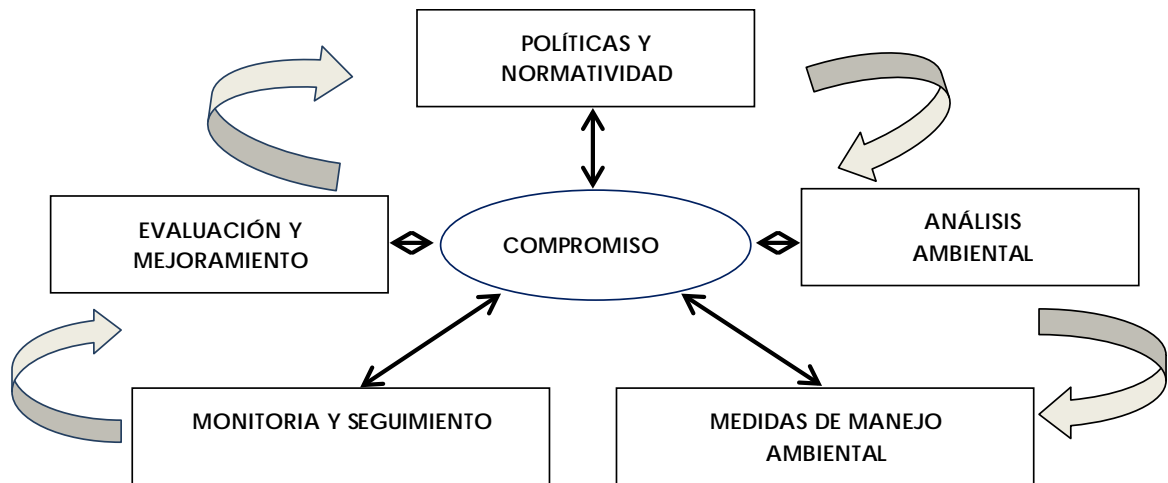 POLÍTICAS Y
NORMATIVIDAD
EVALUACIÓN Y
MEJORAMIENTO
COMPROMISO
ANÁLISIS
AMBIENTAL
MONITORIA Y SEGUIMIENTO
MEDIDAS DE MANEJO
AMBIENTAL